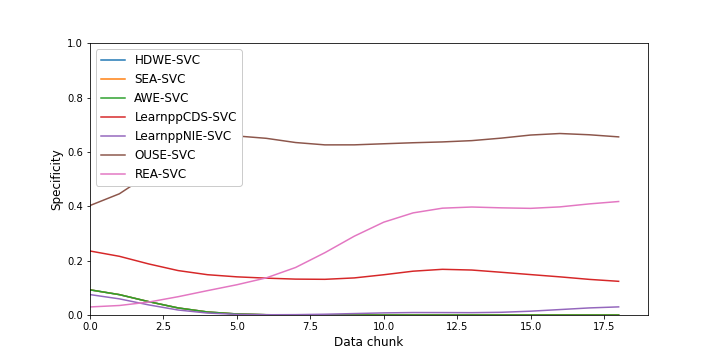 1.0
0.8
0.6
0.4
0.2
0.0
Specificity
HDWE-SVC
SEA-SVC
AWE-SVC
LearnppCDS-SVC
LearnppNIE-SVC
OUSE-SVC
REA-SVC
0.0 2.5 5.0 7.5 10.0 12.5 15.0 17.5
Data chunk